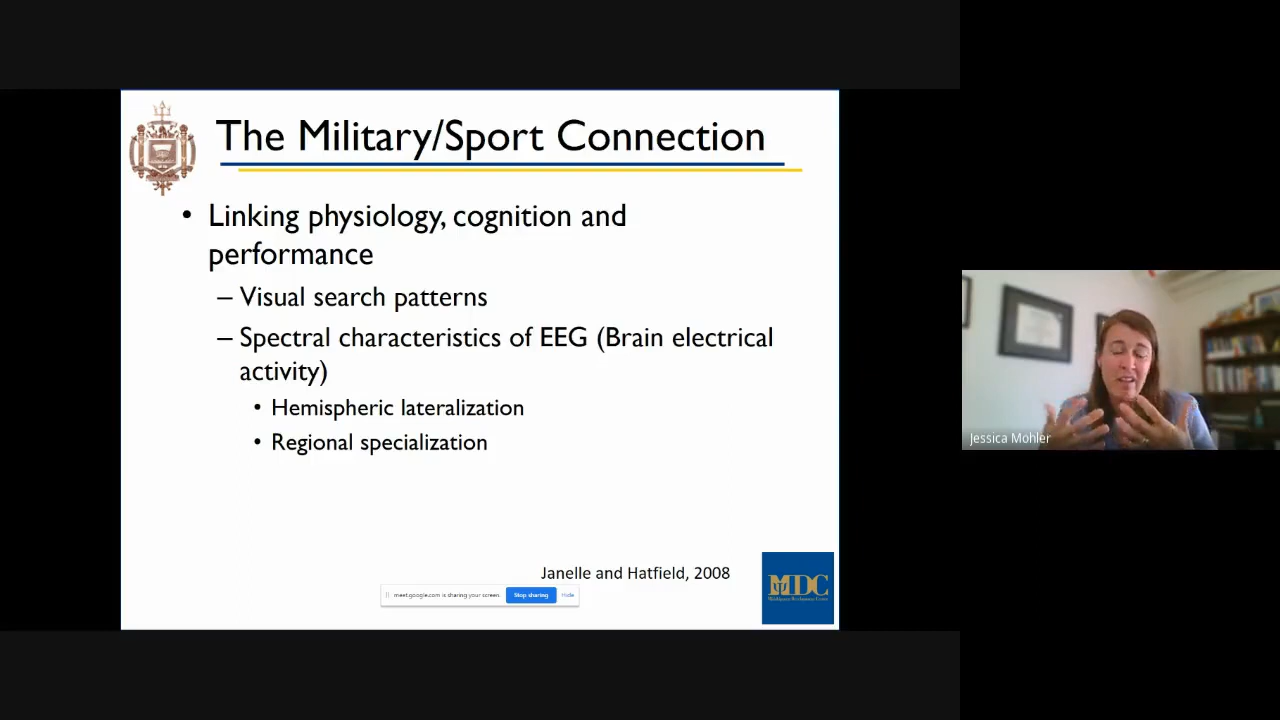 The Military/Sport Connection
• Linking physiology, cognition and
performance
– Visual search patterns
– Spectral characteristics of EEG (Brain electrical
activity)
• Hemispheric lateralization
• Regional specialization
Janelle and Hatfield, 2008
meet.google.com is sharing your screen.
Stop sharing
Hide
MDC
Jessica Mohler